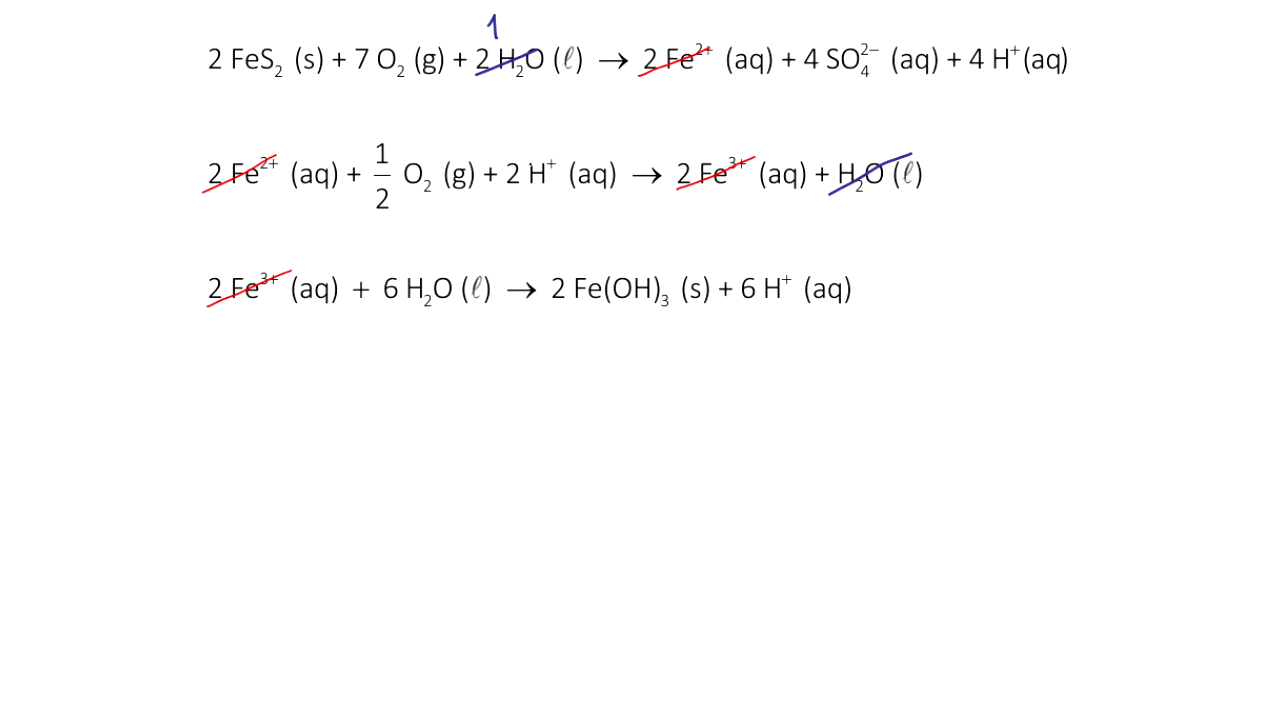 1
2 FeS₂ (s) + 7 O₂ (g) + 2 H₂O (ℓ) → 2 Fe²⁺ (aq) + 4 SO₄²⁻ (aq) + 4 H⁺(aq)
2 Fe²⁺ (aq) + 1/2 O₂ (g) + 2 H⁺ (aq) → 2 Fe³⁺ (aq) + H₂O (ℓ)
2 Fe³⁺ (aq) + 6 H₂O (ℓ) → 2 Fe(OH)₃ (s) + 6 H⁺ (aq)